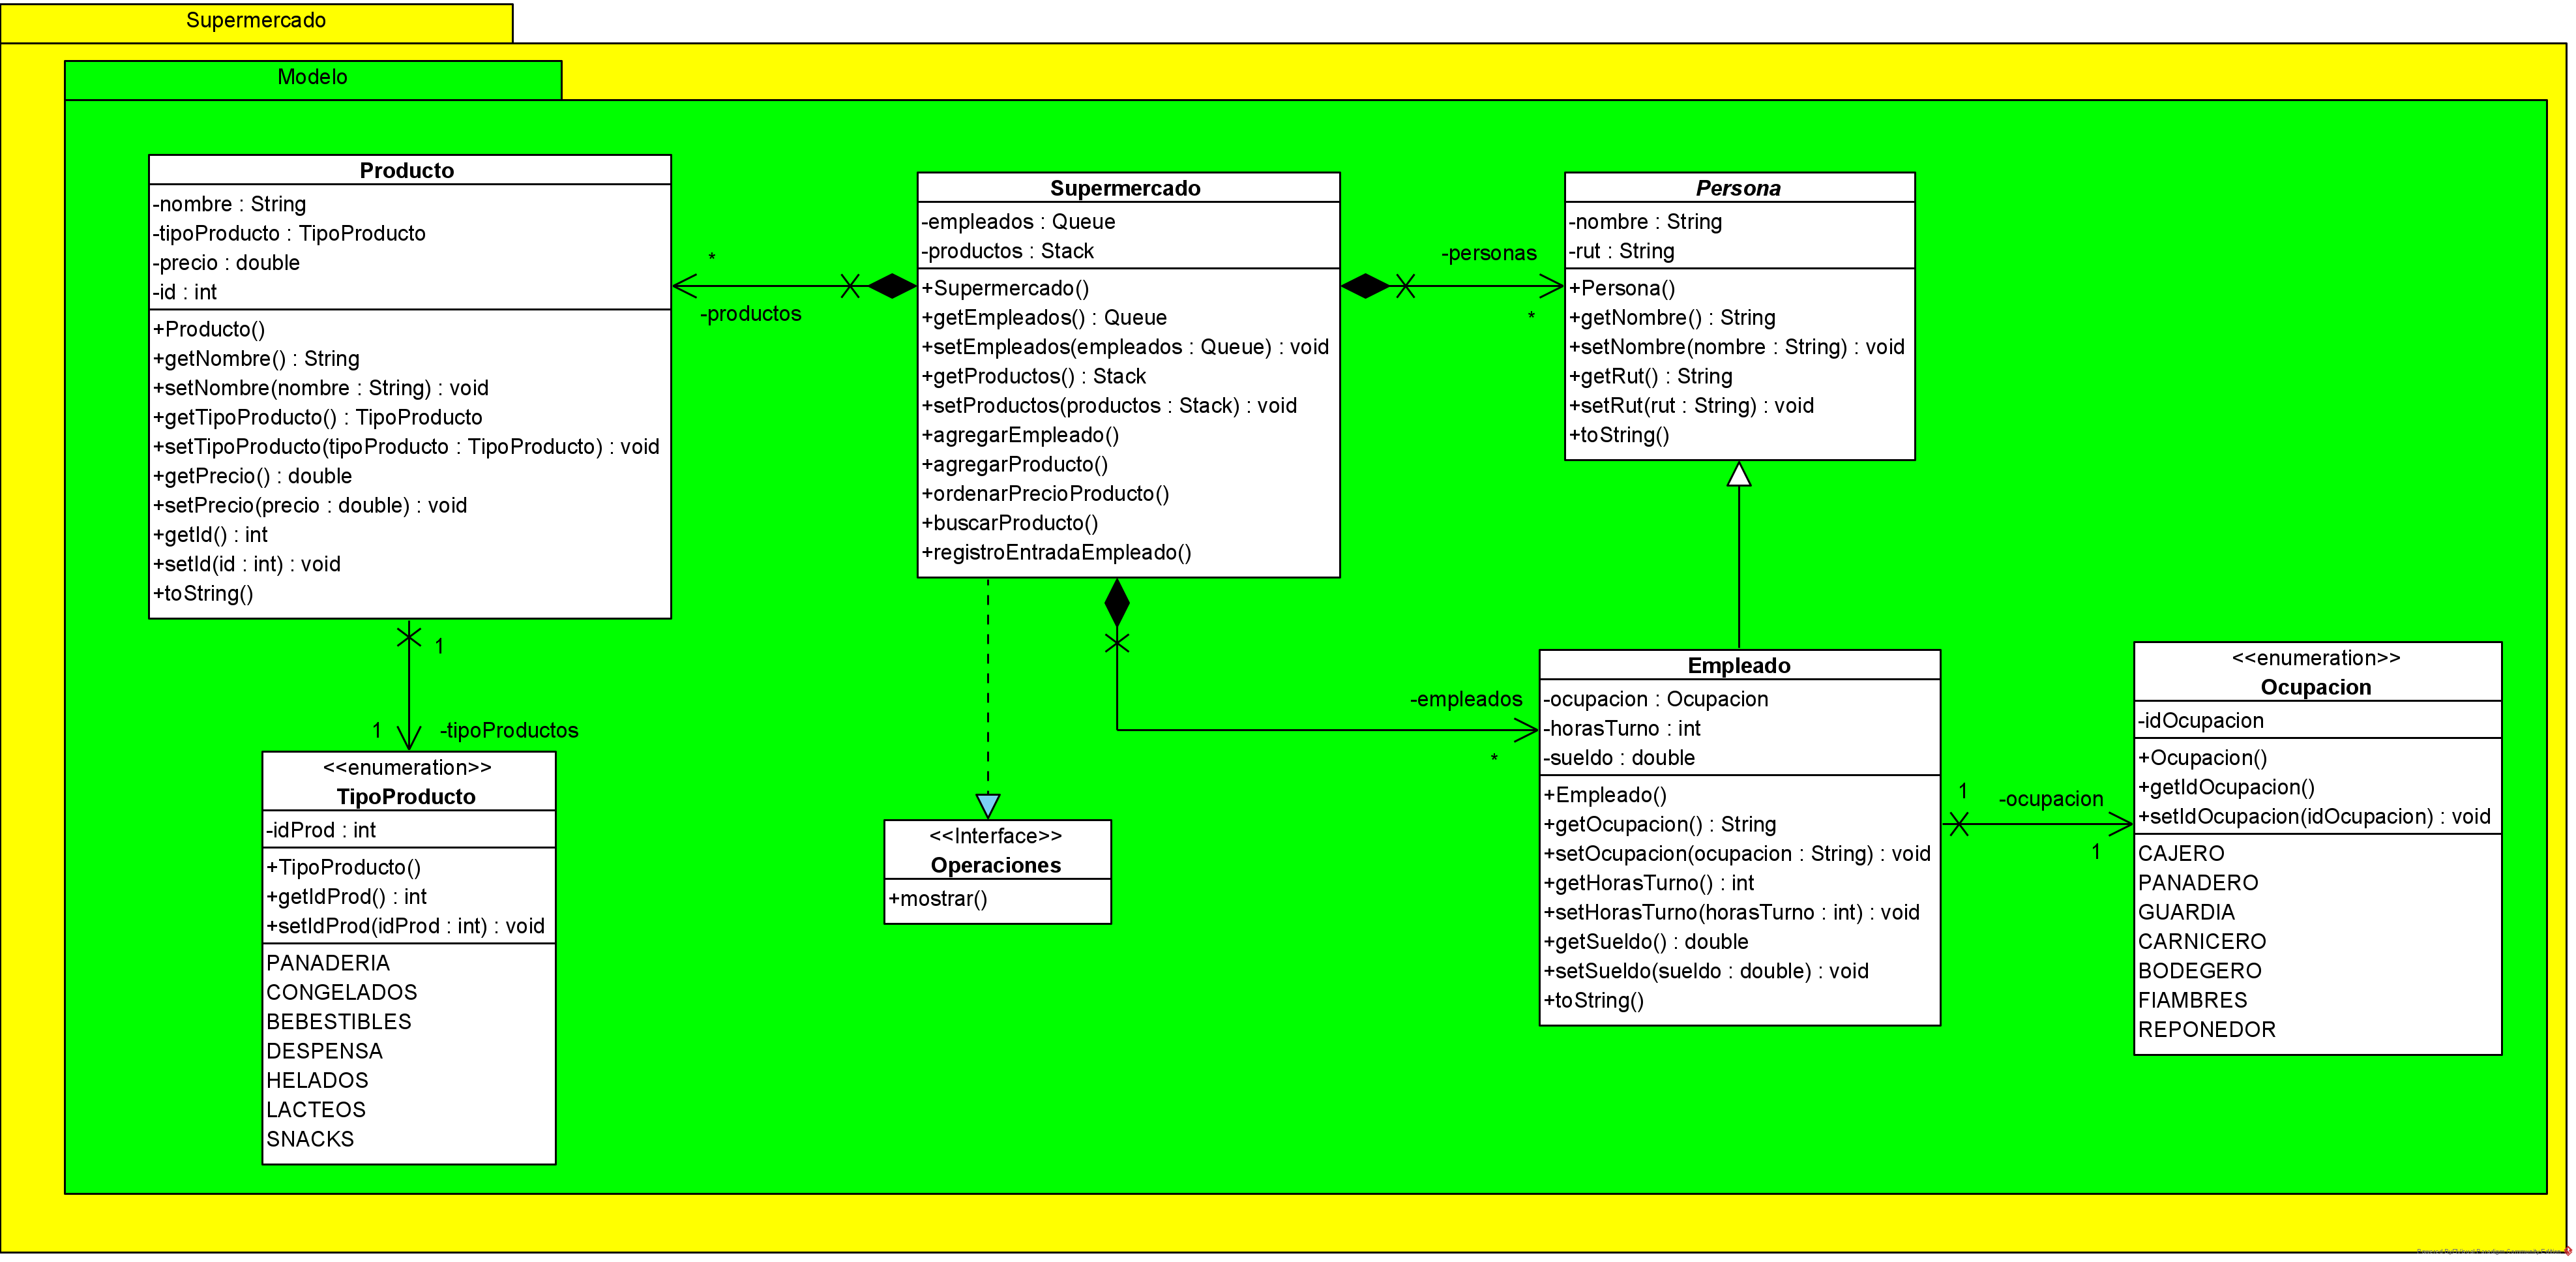 Supermercado
Modelo
Producto
-nombre : String
-tipoProducto : TipoProducto
-precio : double
-id : int
+Producto()
+getNombre() : String
+setNombre(nombre : String) : void
+getTipoProducto() : TipoProducto
+setTipoProducto(tipoProducto : TipoProducto) : void
+getPrecio() : double
+setPrecio(precio : double) : void
+getId() : int
+setId(id : int) : void
+toString()
*
-productos
Supermercado
-empleados : Queue
-productos : Stack
+Supermercado()
+getEmpleados() : Queue
+setEmpleados(empleados : Queue) : void
+getProductos() : Stack
+setProductos(productos : Stack) : void
+agregarEmpleado()
+agregarProducto()
+ordenarPrecioProducto()
+buscarProducto()
+registroEntradaEmpleado()
-personas
*
Persona
-nombre : String
-rut : String
+Persona()
+getNombre() : String
+setNombre(nombre : String) : void
+getRut() : String
+setRut(rut : String) : void
+toString()
1
1
-tipoProductos
<<enumeration>>
TipoProducto
-idProd : int
+TipoProducto()
+getIdProd() : int
+setIdProd(idProd : int) : void
PANADERIA
CONGELADOS
BEBESTIBLES
DESPENSA
HELADOS
LACTEOS
SNACKS
<<Interface>>
Operaciones
+mostrar()
-empleados
*
Empleado
-ocupacion : Ocupacion
-horasTurno : int
-sueldo : double
+Empleado()
+getOcupacion() : String
+setOcupacion(ocupacion : String) : void
+getHorasTurno() : int
+setHorasTurno(horasTurno : int) : void
+getSueldo() : double
+setSueldo(sueldo : double) : void
+toString()
1
-ocupacion
1
<<enumeration>>
Ocupacion
-idOcupacion
+Ocupacion()
+getIdOcupacion()
+setIdOcupacion(idOcupacion) : void
CAJERO
PANADERO
GUARDIA
CARNICERO
BODEGERO
FIAMBRES
REPONEDOR